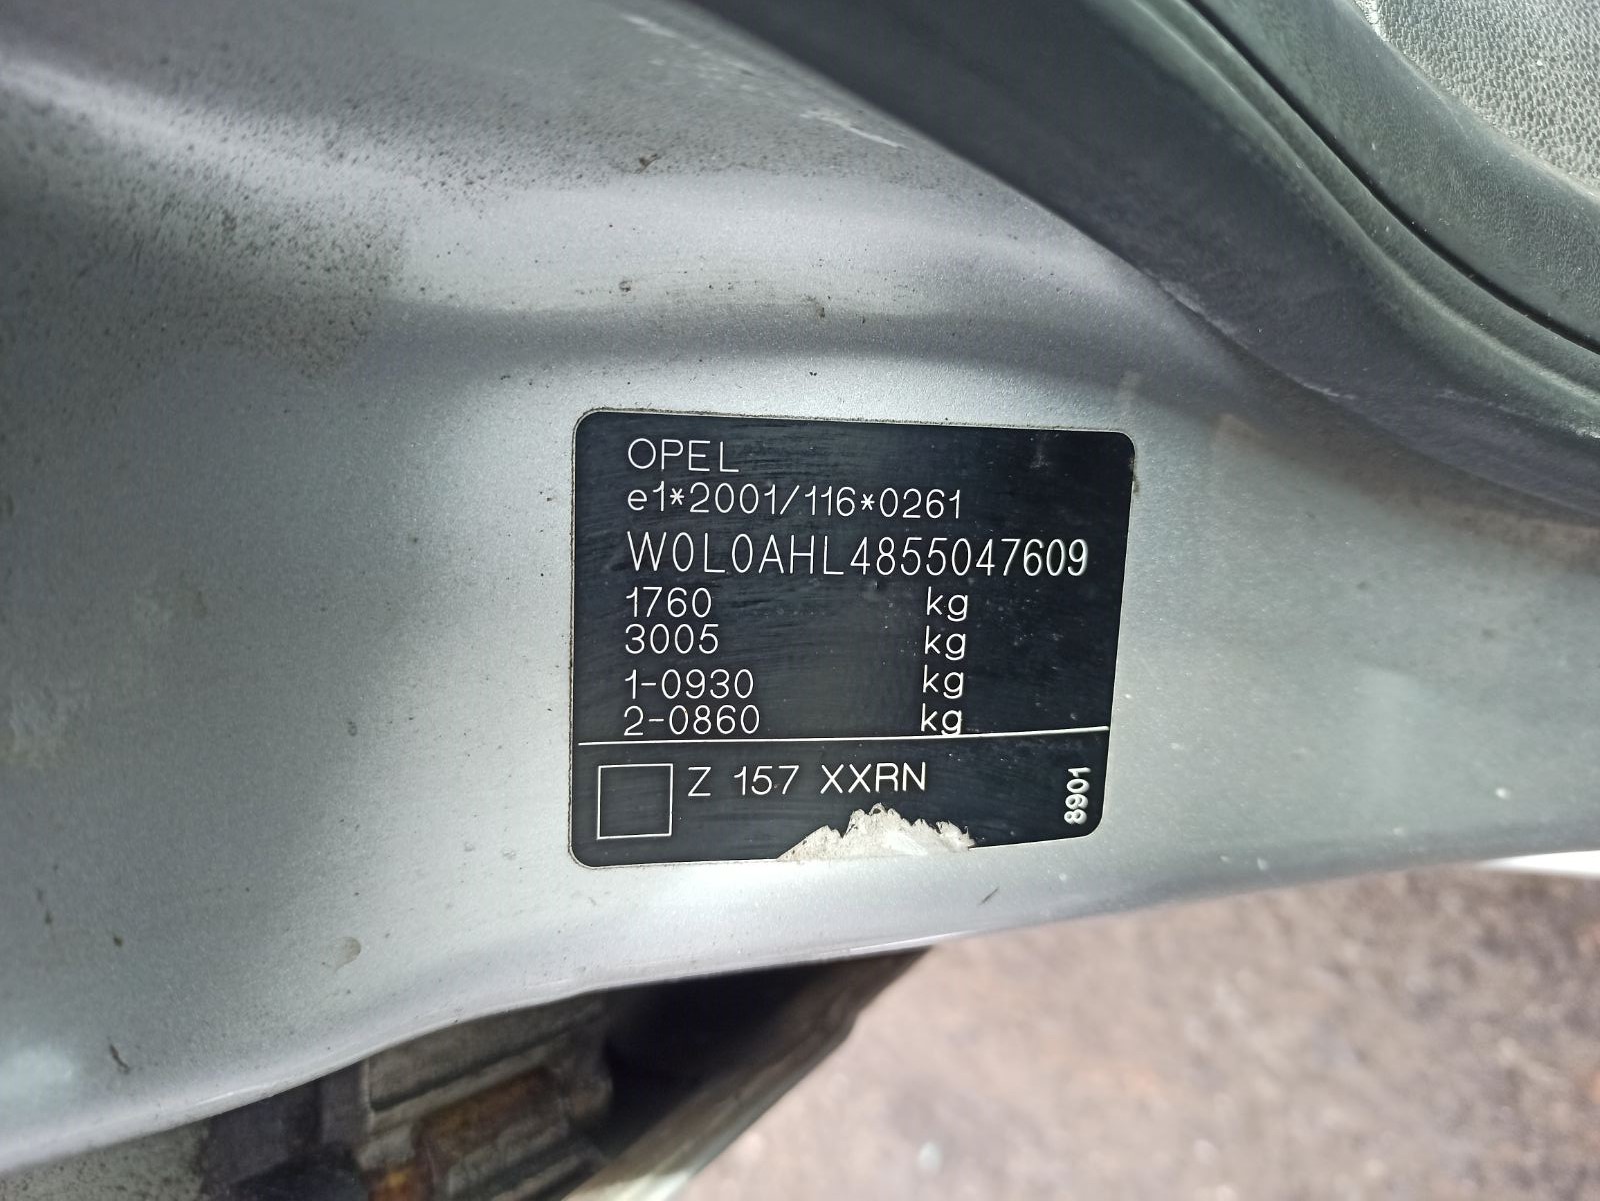 OPEL
e1*2001/116*0261
W0L0AHL4855047609
1760 kg
3005 kg
1-0930 kg
2-0860 kg
Z 157 XXRN
8901